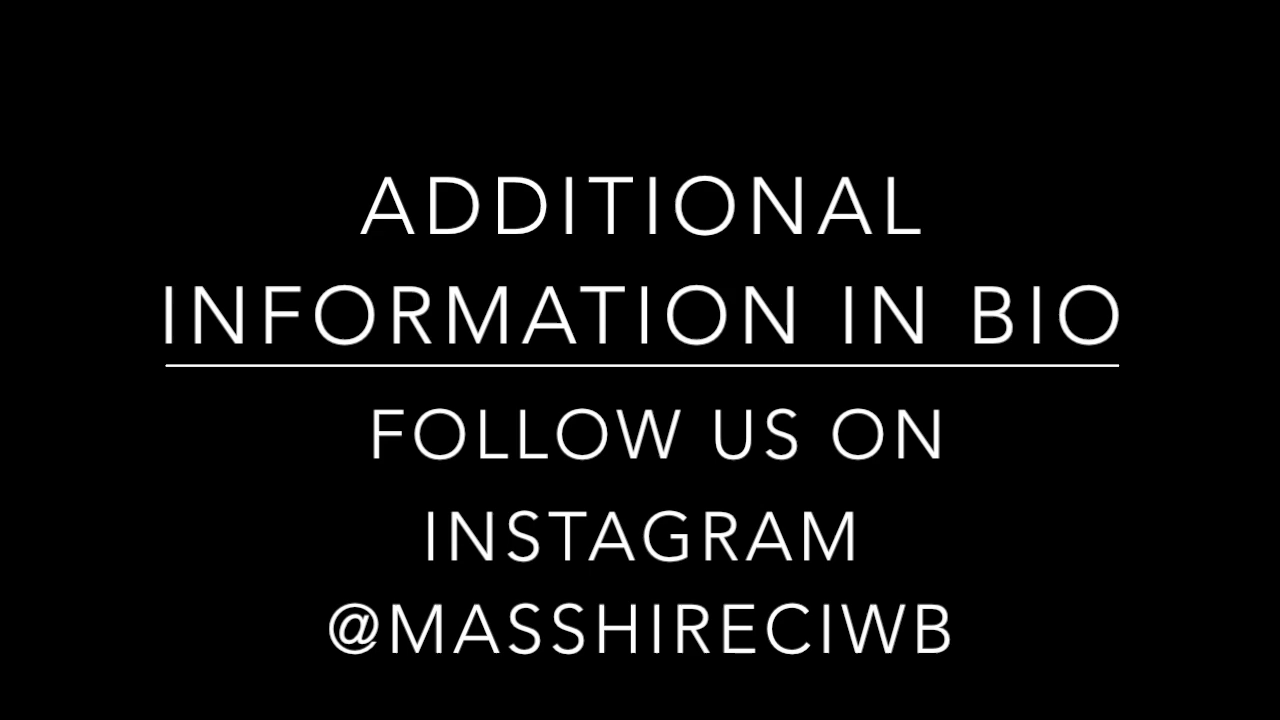 ADDITIONAL
INFORMATION IN BIO
FOLLOW US ON
INSTAGRAM
@MASSHIRECIWB